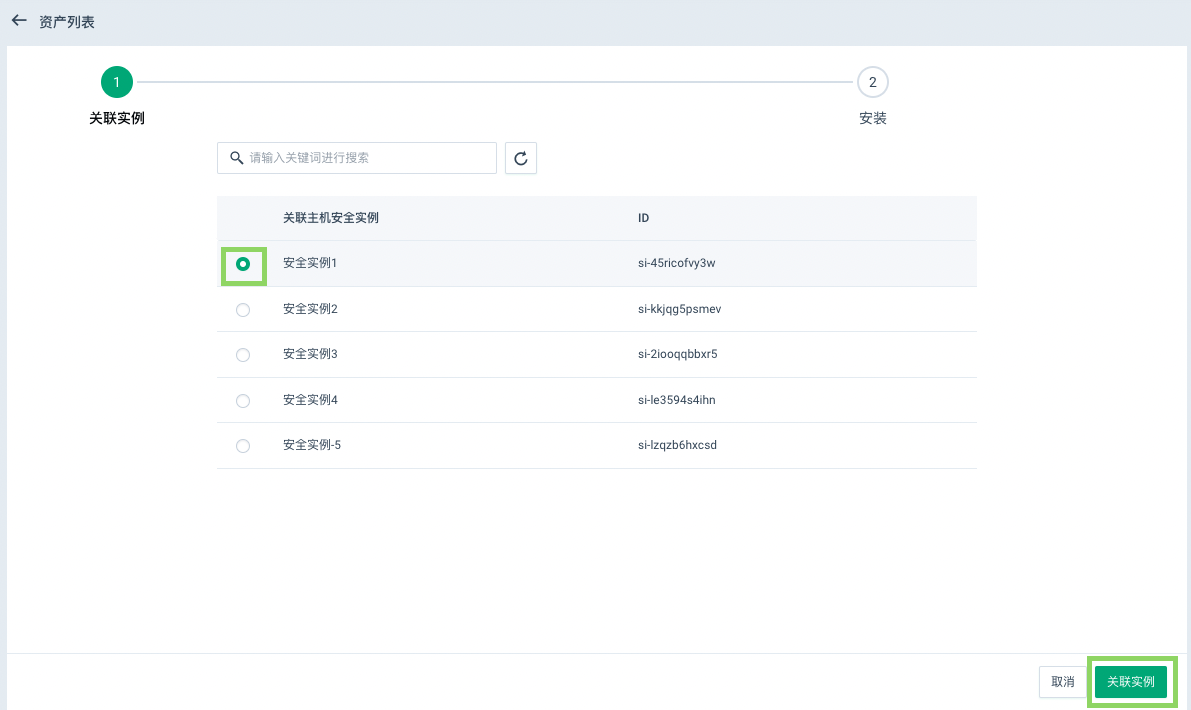 资产列表
1
2
关联实例
安装
请输入关键词进行搜索
关联主机安全实例 ID
安全实例1 si-45ricofvy3w
安全实例2 si-kkjqg5psmev
安全实例3 si-2iooqqbbxr5
安全实例4 si-le3594s4ihn
安全实例-5 si-lzqzb6hxcsd
取消 关联实例